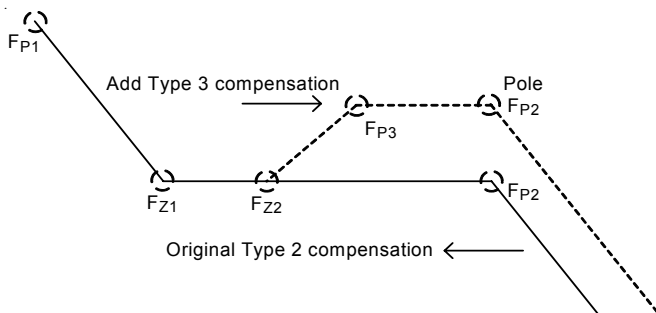 FP1
Add Type 3 compensation
Pole
FP2
FP3
FZ1
FZ2
FP2
Original Type 2 compensation